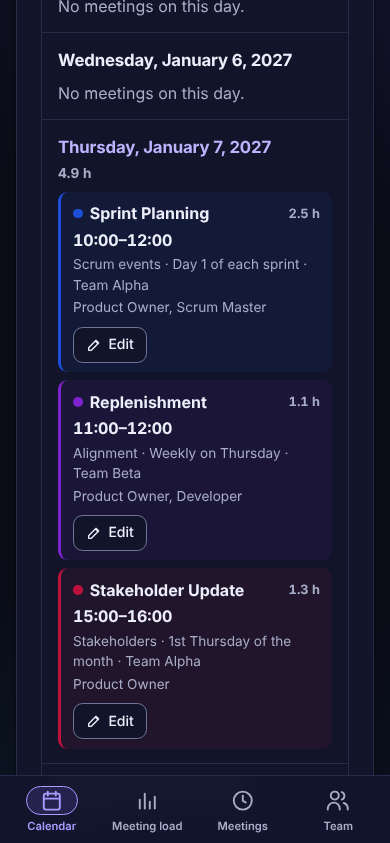 No meetings on this day.
Wednesday, January 6, 2027
No meetings on this day.
Thursday, January 7, 2027
4.9 h
Sprint Planning 2.5 h
10:00–12:00
Scrum events · Day 1 of each sprint ·
Team Alpha
Product Owner, Scrum Master
Edit
Replenishment 1.1 h
11:00–12:00
Alignment · Weekly on Thursday ·
Team Beta
Product Owner, Developer
Edit
Stakeholder Update 1.3 h
15:00–16:00
Stakeholders · 1st Thursday of the
month · Team Alpha
Product Owner
Edit
Calendar Meeting load Meetings Team